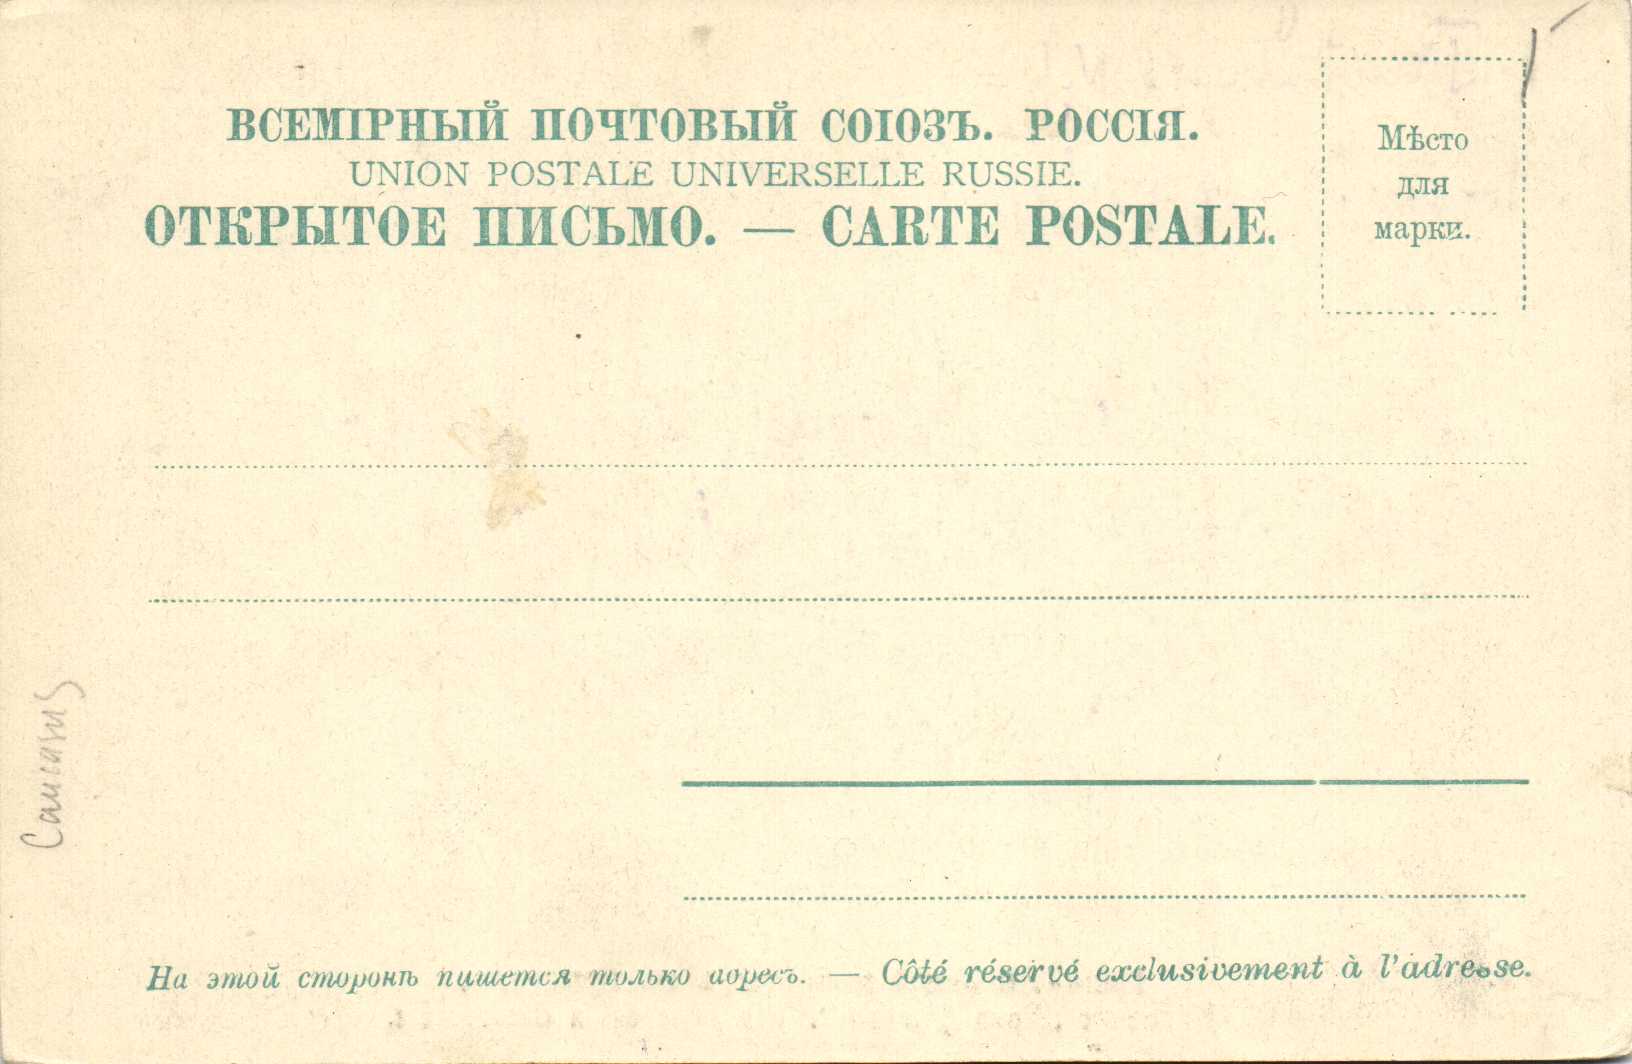 ВСЕМІРНЫЙ ПОЧТОВЫЙ СОЮЗЪ. РОССІЯ.
UNION POSTALE UNIVERSELLE RUSSIE.
ОТКРЫТОЕ ПИСЬМО. — CARTE POSTALE.
Мѣсто
для
марки.
На этой сторонѣ пишется только адресъ. — Côté réservé exclusivement à l'adresse.